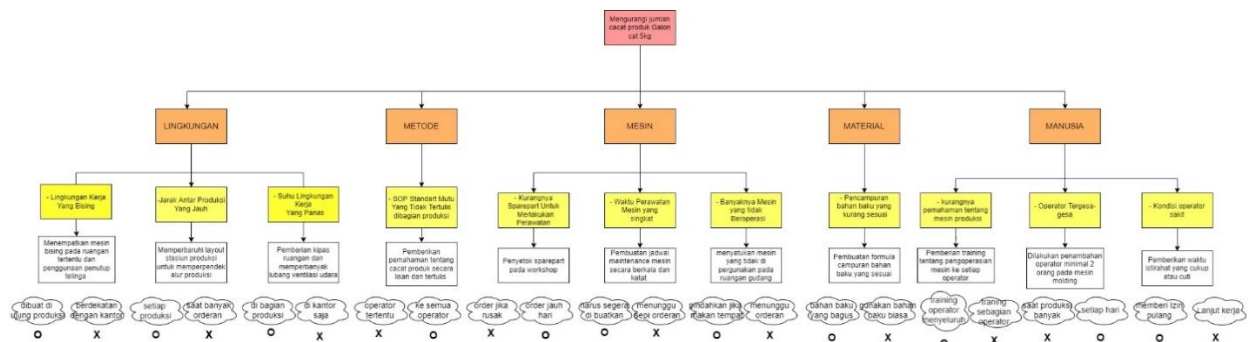 Mengurangi jumlah
cacat produk Galon
cat 5kg
LINGKUNGAN
METODE
MESIN
MATERIAL
MANUSIA
- Lingkungan Kerja
Yang Bising
-Jarak Antar Produksi
Yang Jauh
- Suhu Lingkungan
Kerja
Yang Panas
- SOP Standart Mutu
Yang Tidak Tertulis
dibagian produksi
- Kurangnya
Sparepart Untuk
Melakukan
Perawatan
- Waktu Perawatan
Mesin yang
singkat
- Banyaknya Mesin
yang tidak
Beroperasi
- Pencampuran
bahan baku yang
kurang sesuai
- kurangnya
pemahaman tentang
mesin produksi
- Operator Tergesa-
gesa
- Kondisi operator
sakit
Menempatkan mesin
bising pada ruangan
tertentu dan
penggunaan penutup
telinga
Memperbaruhi layout
stasiun produksi
untuk memperpendek
alur produksi
Pemberian kipas
ruangan dan
memperbanyak
lubang ventilasi udara
Pemberikan
pemahaman tentang
cacat produk secara
lisan dan tertulis
Penyetok sparepart
pada workshop
Pembuatan jadwal
maintenance mesin
secara berkala dan
ketat
menyatukan mesin
yang tidak di
pergunakan pada
ruangan gudang
Pembuatan formula
campuran bahan
baku yang sesuai
Pemberian training
tentang pengoperasian
mesin ke setiap
operator
Dilakukan penambahan
operator minimal 2
orang pada mesin
molding
Pemberikan waktu
istirahat yang cukup
atau cuti
dibuat di
ujung produksi
berdekatan
dengan kantor
setiap
produksi
saat banyak
orderan
di bagian
produksi
di kantor
saja
operator
tertentu
ke semua
operator
order jika
rusak
order jauh
hari
harus segera
di buatkan
menunggu
sepi orderan
pindahkan jika
makan tempat
menunggu
orderan
bahan baku
yang bagus
gunakan bahan
baku biasa
training
operator
menyeluruh
traning
sebagian
operator
saat produksi
banyak
setiap hari
memberi izin
pulang
Lanjut kerja
O X O X O X X O X O O X O X O X O X X O O X